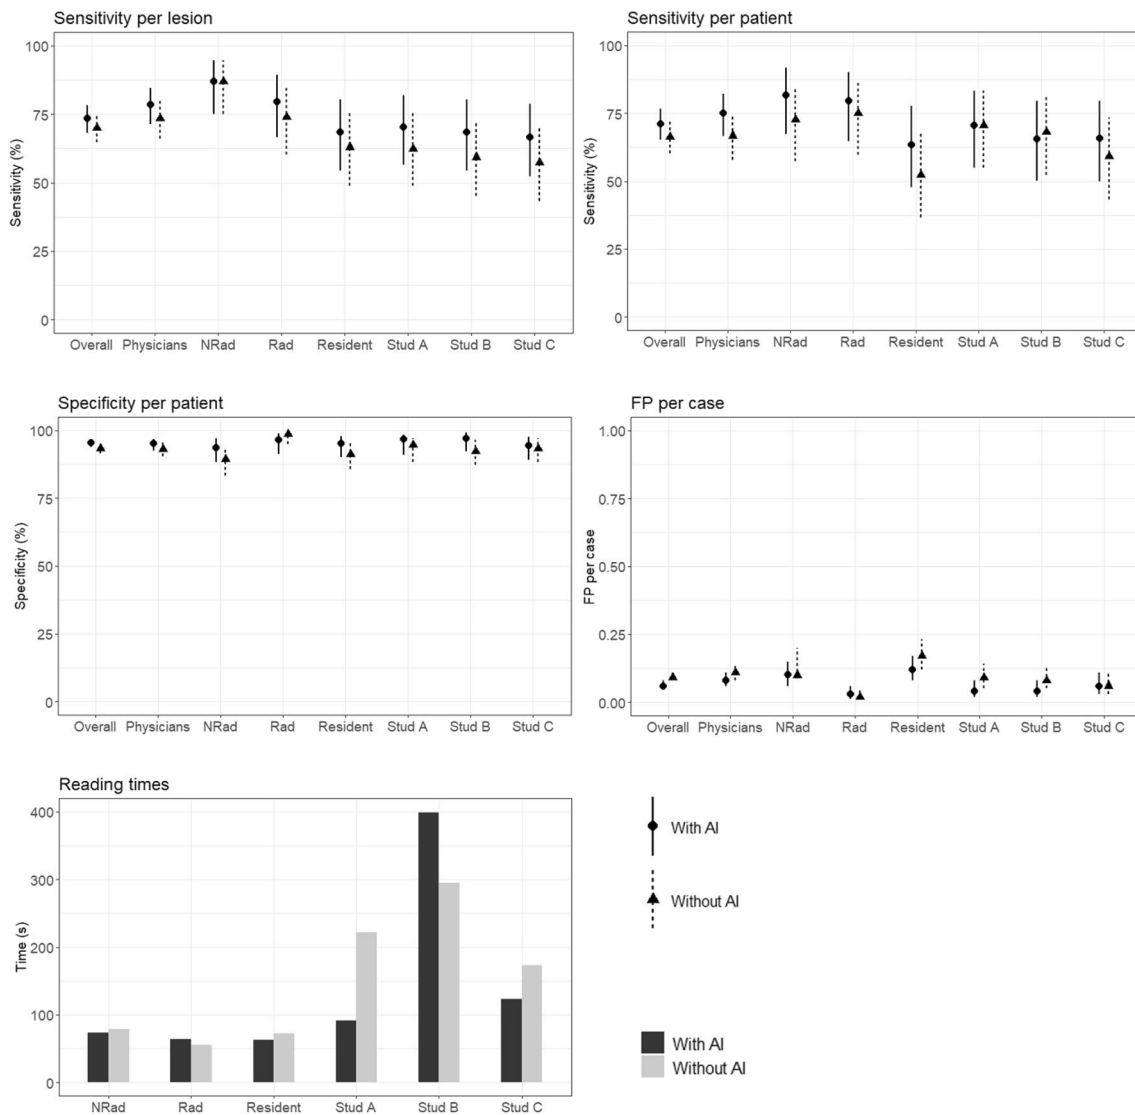 Sensitivity per lesion
Sensitivity (%)
100
75
50
25
0
Overall Physicians NRad Rad Resident Stud A Stud B Stud C
Sensitivity per patient
Sensitivity (%)
100
75
50
25
0
Overall Physicians NRad Rad Resident Stud A Stud B Stud C
Specificity per patient
Specificity (%)
100
75
50
25
0
Overall Physicians NRad Rad Resident Stud A Stud B Stud C
FP per case
FP per case
1.00
0.75
0.50
0.25
0.00
Overall Physicians NRad Rad Resident Stud A Stud B Stud C
Reading times
Time (s)
400
300
200
100
0
NRad Rad Resident Stud A Stud B Stud C
With AI
Without AI
With AI
Without AI